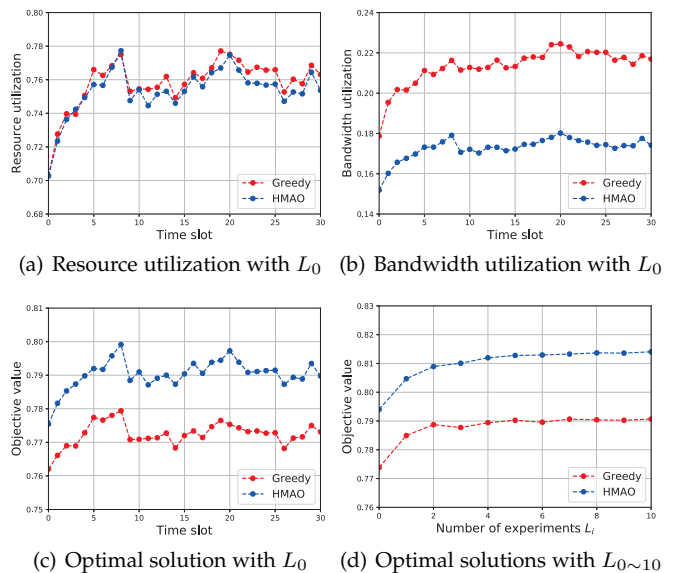 0.80
0.78
0.76
0.74
0.72
0.70
0.68
0 5 10 15 20 25 30
Resource utilization
Time slot
Greedy
HMAO
(a) Resource utilization with L0
0.24
0.22
0.20
0.18
0.16
0.14
0 5 10 15 20 25 30
Bandwidth utilization
Time slot
Greedy
HMAO
(b) Bandwidth utilization with L0
0.81
0.80
0.79
0.78
0.77
0.76
0.75
0 5 10 15 20 25 30
Objective value
Time slot
Greedy
HMAO
(c) Optimal solution with L0
0.83
0.82
0.81
0.80
0.79
0.78
0.77
0.76
0 2 4 6 8 10
Objective value
Number of experiments Li
Greedy
HMAO
(d) Optimal solutions with L0∼10